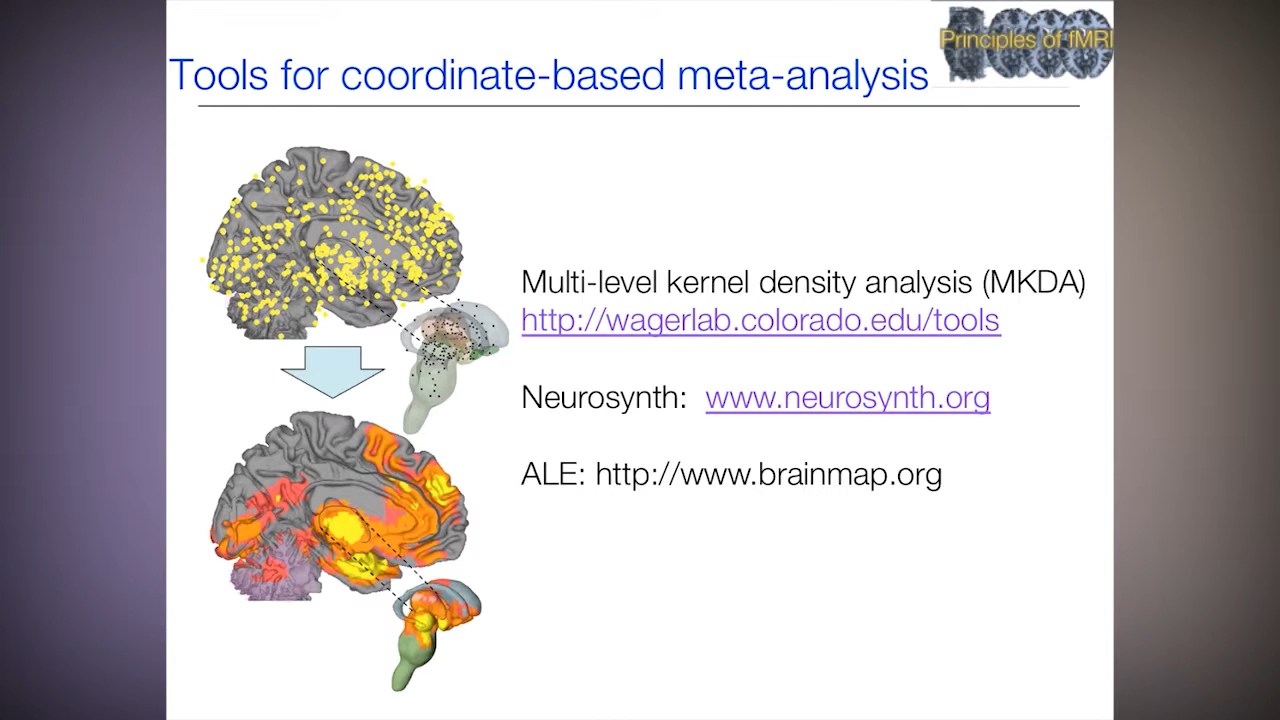 Principles of fMRI
Tools for coordinate-based meta-analysis
Multi-level kernel density analysis (MKDA)
http://wagerlab.colorado.edu/tools
Neurosynth: www.neurosynth.org
ALE: http://www.brainmap.org